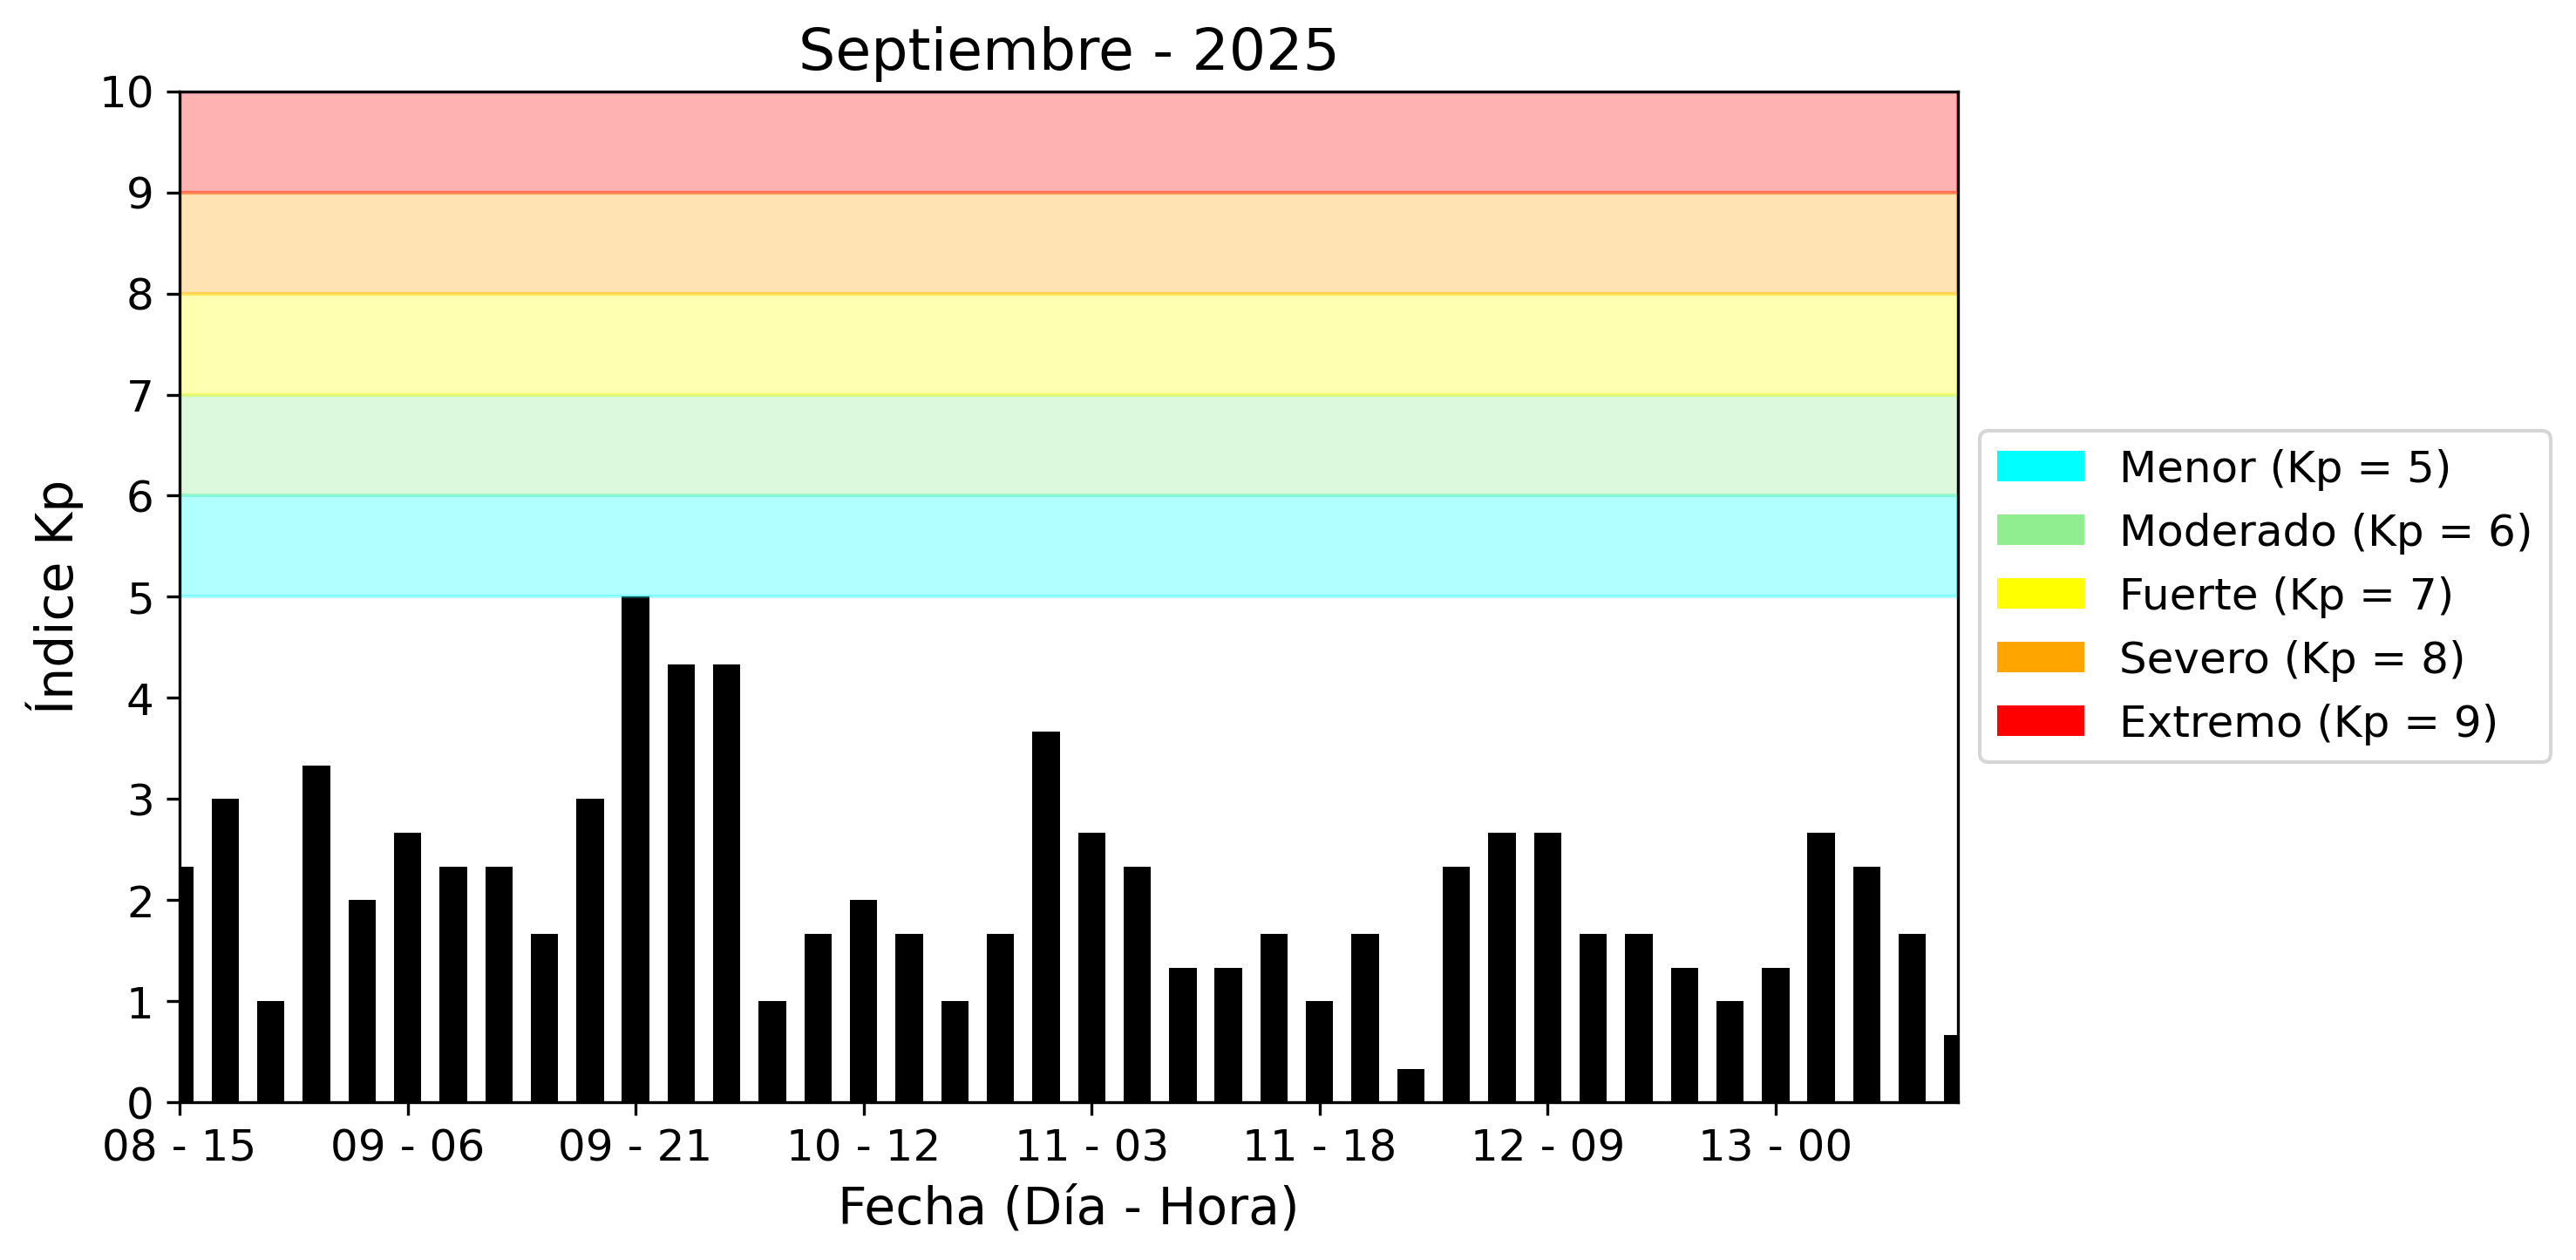 Septiembre - 2025
10
9
8
7
6
5
4
3
2
1
0
Índice Kp
08 - 15
09 - 06
09 - 21
10 - 12
11 - 03
11 - 18
12 - 09
13 - 00
Fecha (Día - Hora)
Menor (Kp = 5)
Moderado (Kp = 6)
Fuerte (Kp = 7)
Severo (Kp = 8)
Extremo (Kp = 9)